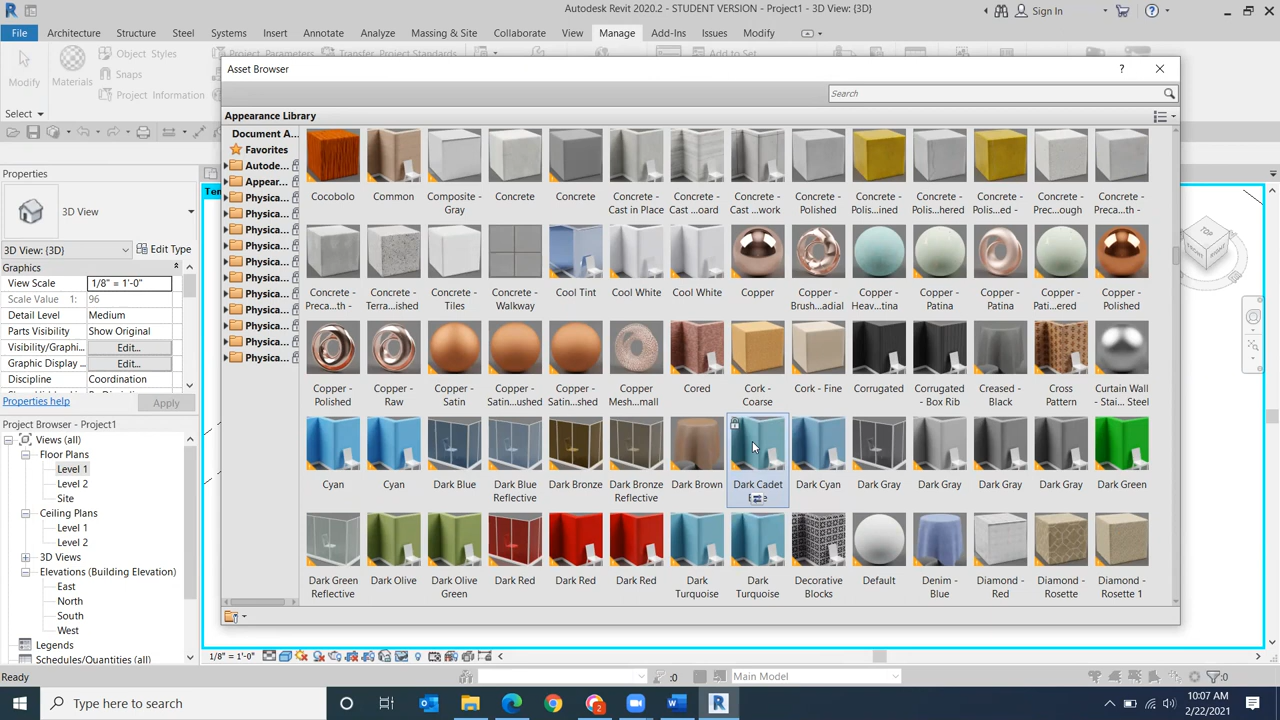 Autodesk Revit 2020.2 - STUDENT VERSION - Project1 - 3D View: {3D}
Sign In
File Architecture Structure Steel Systems Insert Annotate Analyze Massing & Site Collaborate View Manage Add-Ins Issues Modify
Modify
Materials
Object Styles
Snaps
Project Information
Project Parameters
Transfer Project Standards
Add to Set
Select
Asset Browser
Search
Appearance Library
Document A...
Favorites
Autode...
Appear...
Physica...
Physica...
Physica...
Physica...
Physica...
Physica...
Physica...
Physica...
Physica...
Physica...
Physica...
Cocobolo
Common
Composite - Gray
Concrete
Concrete
Concrete - Cast in Place
Concrete - Cast ...oard
Concrete - Cast ...work
Concrete - Polished
Concrete - Polis...ined
Concrete - Polis...hered
Concrete - Polis...ed -
Concrete - Prec...ough
Concrete - Preca...th -
Concrete - Preca...th -
Concrete - Terra...ished
Concrete - Tiles
Concrete - Walkway
Cool Tint
Cool White
Cool White
Copper
Copper - Brush...adial
Copper - Heav...tina
Copper - Patina
Copper - Patina
Copper - Pati...ered
Copper - Polished
Copper - Polished
Copper - Raw
Copper - Satin
Copper - Satin...ushed
Copper - Satin...shed
Copper Mesh...mall
Cored
Cork - Coarse
Cork - Fine
Corrugated
Corrugated - Box Rib
Creased - Black
Cross Pattern
Curtain Wall - Stai... Steel
Cyan
Cyan
Dark Blue
Dark Blue Reflective
Dark Bronze
Dark Bronze Reflective
Dark Brown
Dark Cadet
Dark Cyan
Dark Gray
Dark Gray
Dark Gray
Dark Gray
Dark Green
Dark Green Reflective
Dark Olive
Dark Olive Green
Dark Red
Dark Red
Dark Red
Dark Turquoise
Dark Turquoise
Decorative Blocks
Default
Denim - Blue
Diamond - Red
Diamond - Rosette
Diamond - Rosette 1
Properties
3D View
3D View: {3D}
Edit Type
Graphics
View Scale 1/8" = 1'-0"
Scale Value 1: 96
Detail Level Medium
Parts Visibility Show Original
Visibility/Graphi... Edit...
Graphic Display ... Edit...
Discipline Coordination
Properties help
Apply
Project Browser - Project1
Views (all)
Floor Plans
Level 1
Level 2
Site
Ceiling Plans
Level 1
Level 2
3D Views
Elevations (Building Elevation)
East
North
South
West
Legends
Schedules/Quantities (all)
TOP
FRONT
1/8" = 1'-0"
Ready
:0
Main Model
:0
Type here to search
10:07 AM
2/22/2021